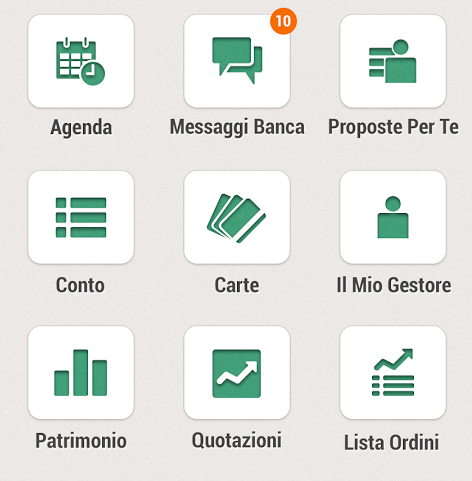 10
Agenda
Messaggi Banca
Proposte Per Te
Conto
Carte
Il Mio Gestore
Patrimonio
Quotazioni
Lista Ordini